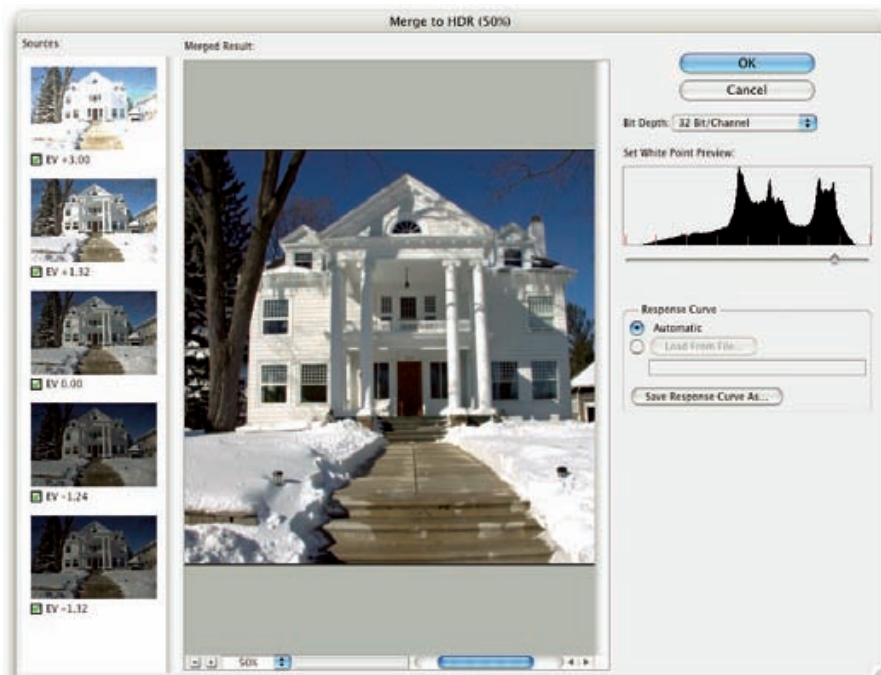 Merge to HDR (50%)
Sources
Merged Result:
OK
Cancel
Bit Depth: 32 Bit/Channel
Set White Point Preview:
EV +3.00
EV +1.32
EV 0.00
EV -1.24
EV -1.32
Response Curve
Automatic
Load From File...
Save Response Curve As...
50%